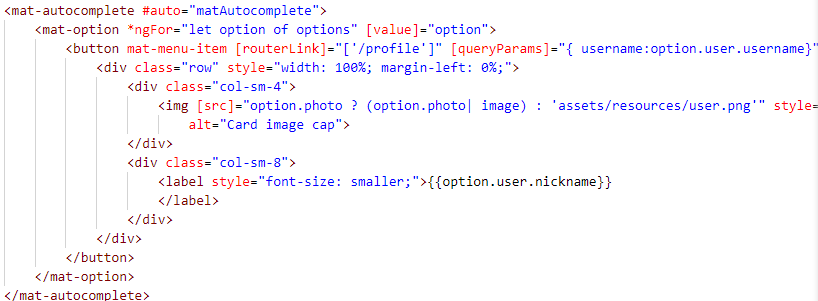 <mat-autocomplete #auto="matAutocomplete">
<mat-option *ngFor="let option of options" [value]="option">
<button mat-menu-item [routerLink]="['/profile']" [queryParams]="{ username:option.user.username}"
<div class="row" style="width: 100%; margin-left: 0%;">
<div class="col-sm-4">
<img [src]="option.photo ? (option.photo| image) : 'assets/resources/user.png'" style=
alt="Card image cap">
</div>
<div class="col-sm-8">
<label style="font-size: smaller;">{{option.user.nickname}}
</label>
</div>
</div>
</button>
</mat-option>
</mat-autocomplete>